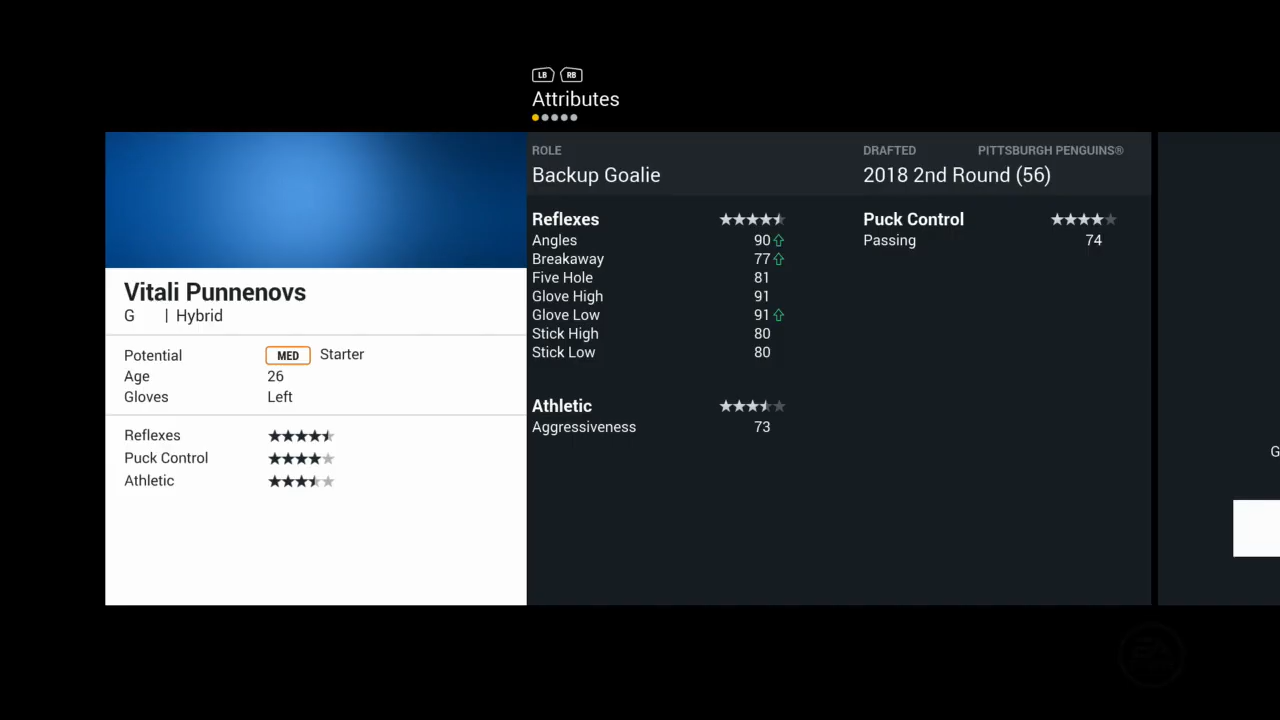 LB RB
Attributes
ROLE
Backup Goalie
DRAFTED PITTSBURGH PENGUINS®
2018 2nd Round (56)
Vitali Punnenovs
G | Hybrid
Potential MED Starter
Age 26
Gloves Left
Reflexes
Puck Control
Athletic
Reflexes
Angles 90
Breakaway 77
Five Hole 81
Glove High 91
Glove Low 91
Stick High 80
Stick Low 80
Athletic
Aggressiveness 73
Puck Control
Passing 74
G
EA